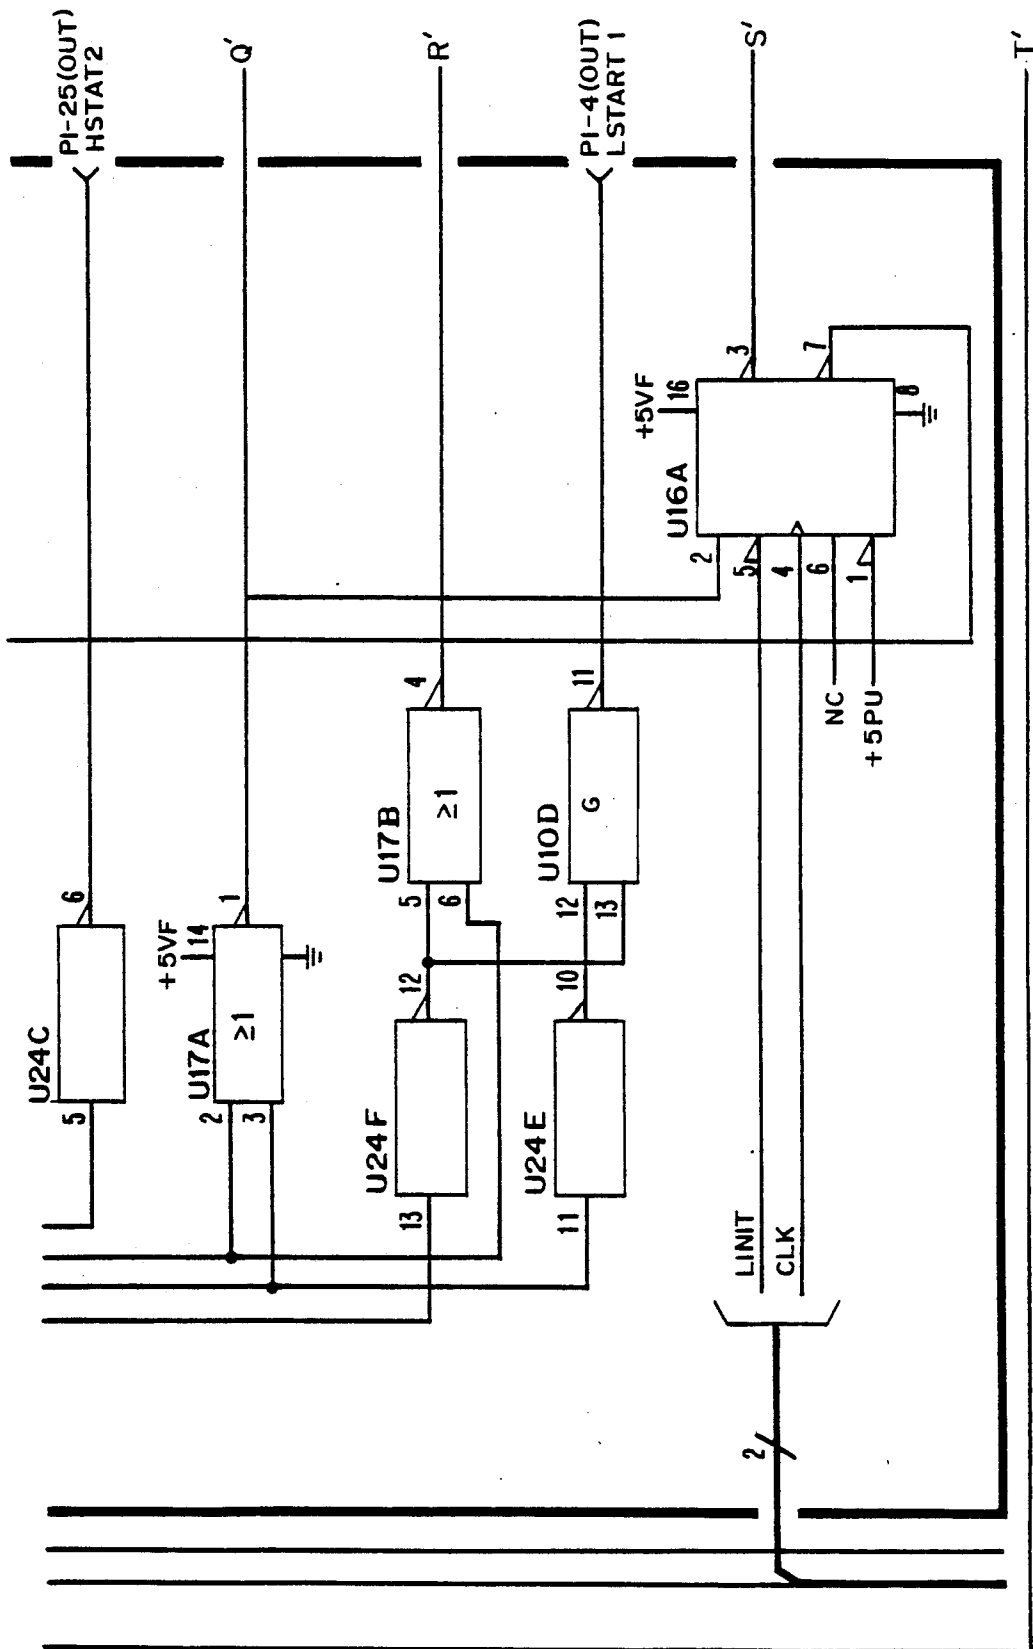 PI-25(OUT)
HSTAT2
Q'
R'
PI-4(OUT)
LSTART 1
S'
T'
U24C
5
6
U17A
+5VF
14
≥1
2
3
1
U24F
13
12
U17B
≥1
5
6
4
U24E
11
10
U10D
G
12
13
11
U16A
+5VF
16
2
5
4
6
1
3
7
8
NC
+5PU
LINIT
CLK
2